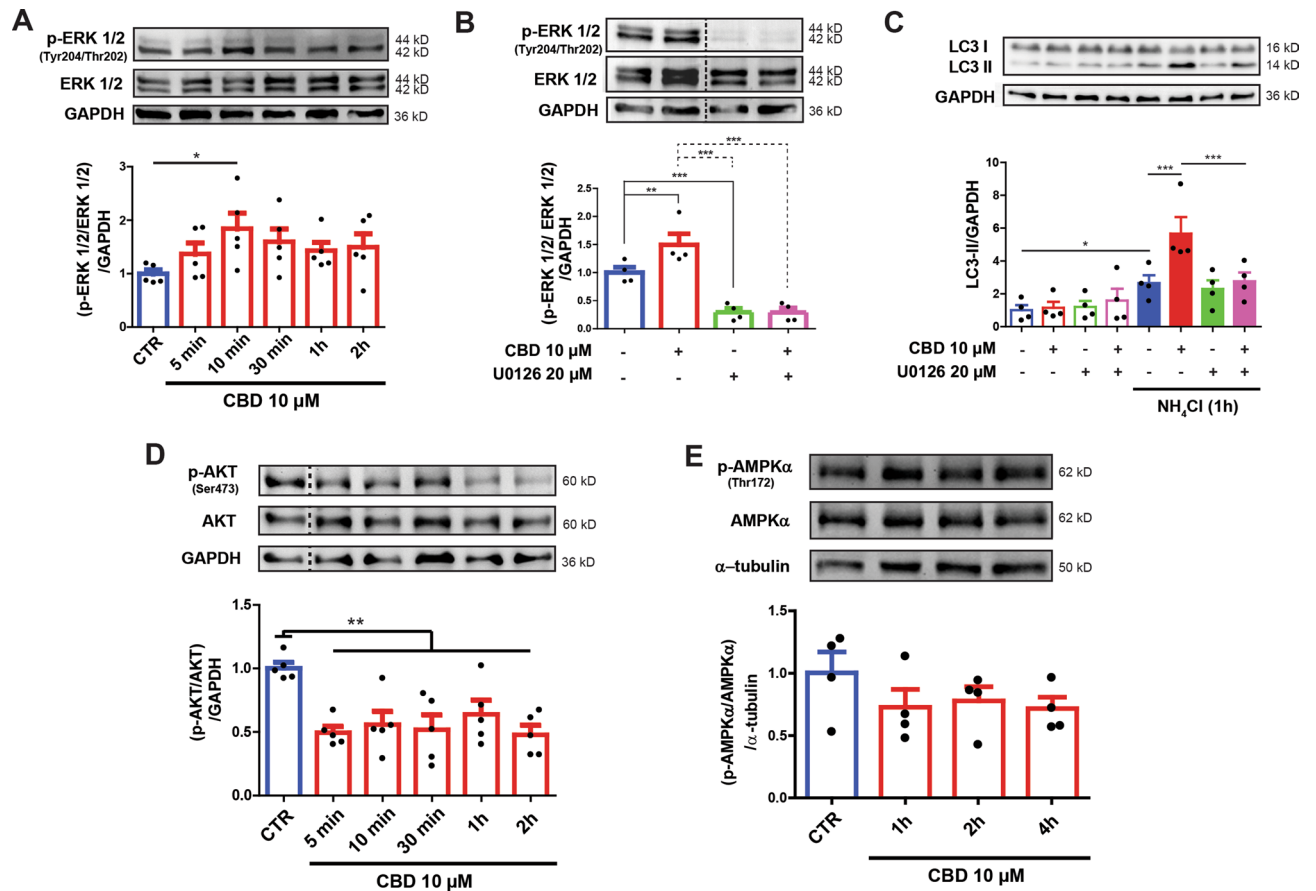 A
p-ERK 1/2
(Tyr204/Thr202)
44 kD
42 kD
ERK 1/2
44 kD
42 kD
GAPDH
36 kD
(p-ERK 1/2/ERK 1/2)
/GAPDH
3
2
1
0
*
CTR
5 min
10 min
30 min
1h
2h
CBD 10 µM
B
p-ERK 1/2
(Tyr204/Thr202)
44 kD
42 kD
ERK 1/2
44 kD
42 kD
GAPDH
36 kD
(p-ERK 1/2/ ERK 1/2)
/GAPDH
2.5
2.0
1.5
1.0
0.5
0.0
***
***
***
**
CBD 10 µM - + - +
U0126 20 µM - - + +
C
LC3 I
16 kD
LC3 II
14 kD
GAPDH
36 kD
LC3-II/GAPDH
10
8
6
4
2
0
*
***
***
CBD 10 µM - + - + - + - +
U0126 20 µM - - + + - - + +
NH₄Cl (1h)
D
p-AKT
(Ser473)
60 kD
AKT
60 kD
GAPDH
36 kD
(p-AKT/AKT)
/GAPDH
1.5
1.0
0.5
0.0
**
CTR
5 min
10 min
30 min
1h
2h
CBD 10 µM
E
p-AMPKα
(Thr172)
62 kD
AMPKα
62 kD
α–tubulin
50 kD
(p-AMPKα/AMPKα)
/α-tubulin
1.5
1.0
0.5
0.0
CTR
1h
2h
4h
CBD 10 µM